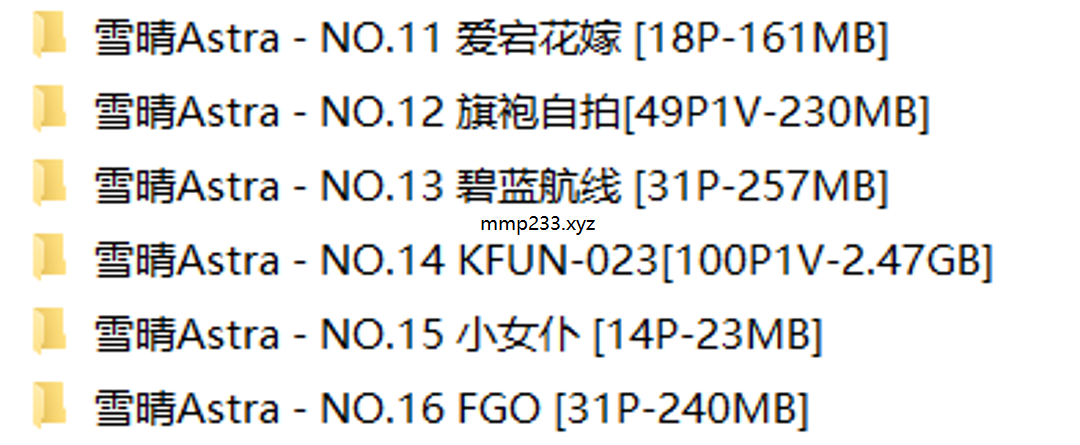 雪晴Astra - NO.11 爱宕花嫁 [18P-161MB]
雪晴Astra - NO.12 旗袍自拍[49P1V-230MB]
雪晴Astra - NO.13 碧蓝航线 [31P-257MB]
mmp233.xyz
雪晴Astra - NO.14 KFUN-023[100P1V-2.47GB]
雪晴Astra - NO.15 小女仆 [14P-23MB]
雪晴Astra - NO.16 FGO [31P-240MB]